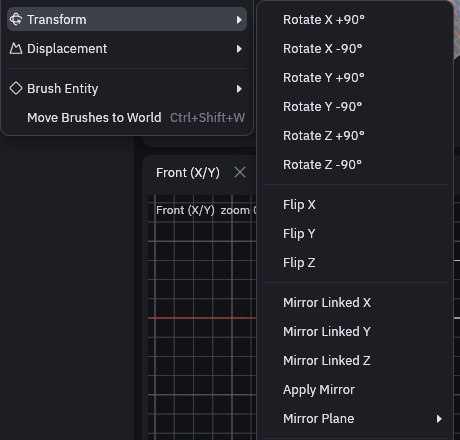 Transform
Displacement
Brush Entity
Move Brushes to World Ctrl+Shift+W
Rotate X +90°
Rotate X -90°
Rotate Y +90°
Rotate Y -90°
Rotate Z +90°
Rotate Z -90°
Flip X
Flip Y
Flip Z
Mirror Linked X
Mirror Linked Y
Mirror Linked Z
Apply Mirror
Mirror Plane
Front (X/Y)
Front (X/Y) zoom